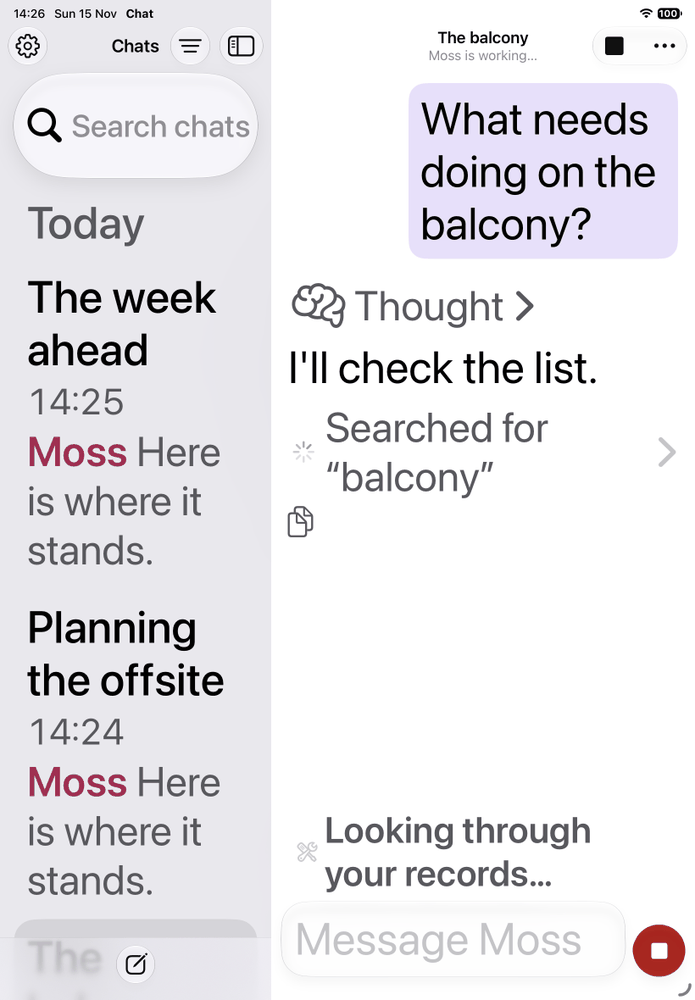 14:26 Sun 15 Nov Chat
100
Chats
The balcony
Moss is working...
Search chats
Today
The week
ahead
14:25
Moss Here
is where it
stands.
Planning
the offsite
14:24
Moss Here
is where it
stands.
The
What needs
doing on the
balcony?
Thought
I'll check the list.
Searched for
“balcony”
Looking through
your records...
Message Moss